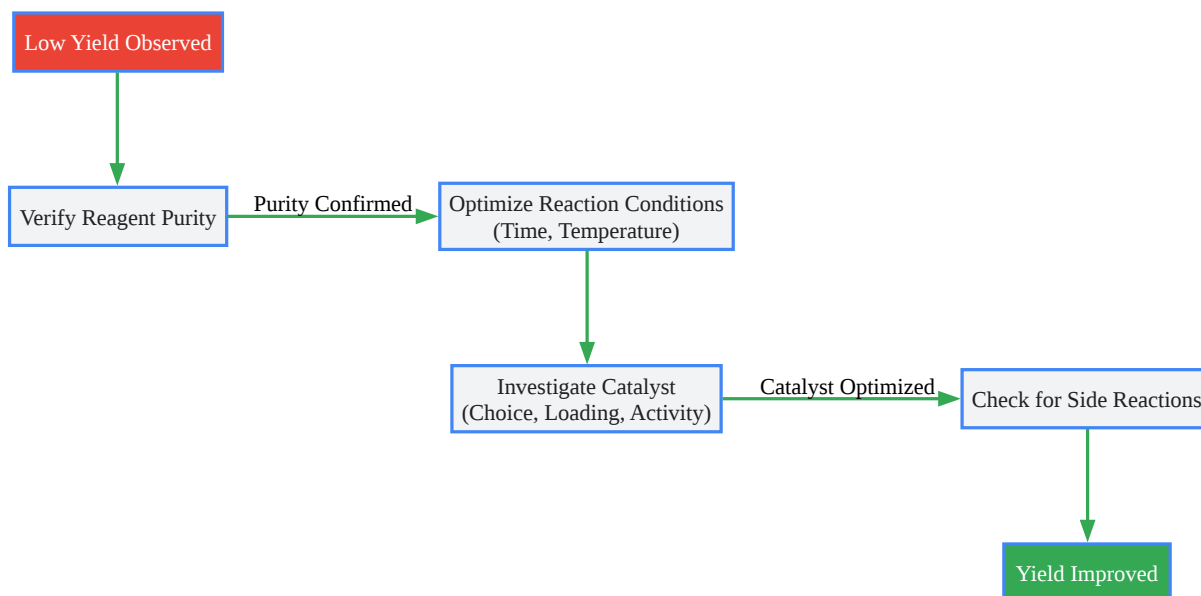 Low Yield Observed
Verify Reagent Purity
Purity Confirmed
Optimize Reaction Conditions
(Time, Temperature)
Investigate Catalyst
(Choice, Loading, Activity)
Catalyst Optimized
Check for Side Reactions
Yield Improved